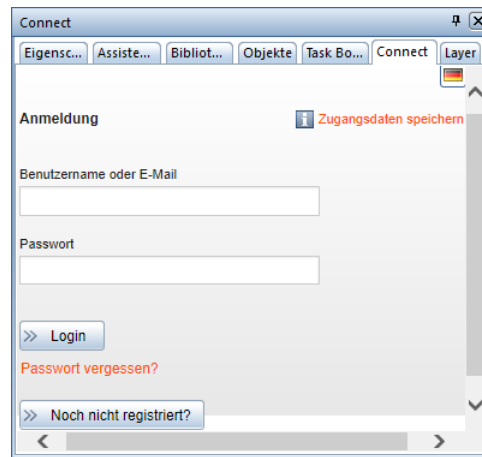 Connect
Eigensc... Assiste... Bibliot... Objekte Task Bo... Connect Layer
Anmeldung Zugangsdaten speichern
Benutzername oder E-Mail
Passwort
Login
Passwort vergessen?
Noch nicht registriert?